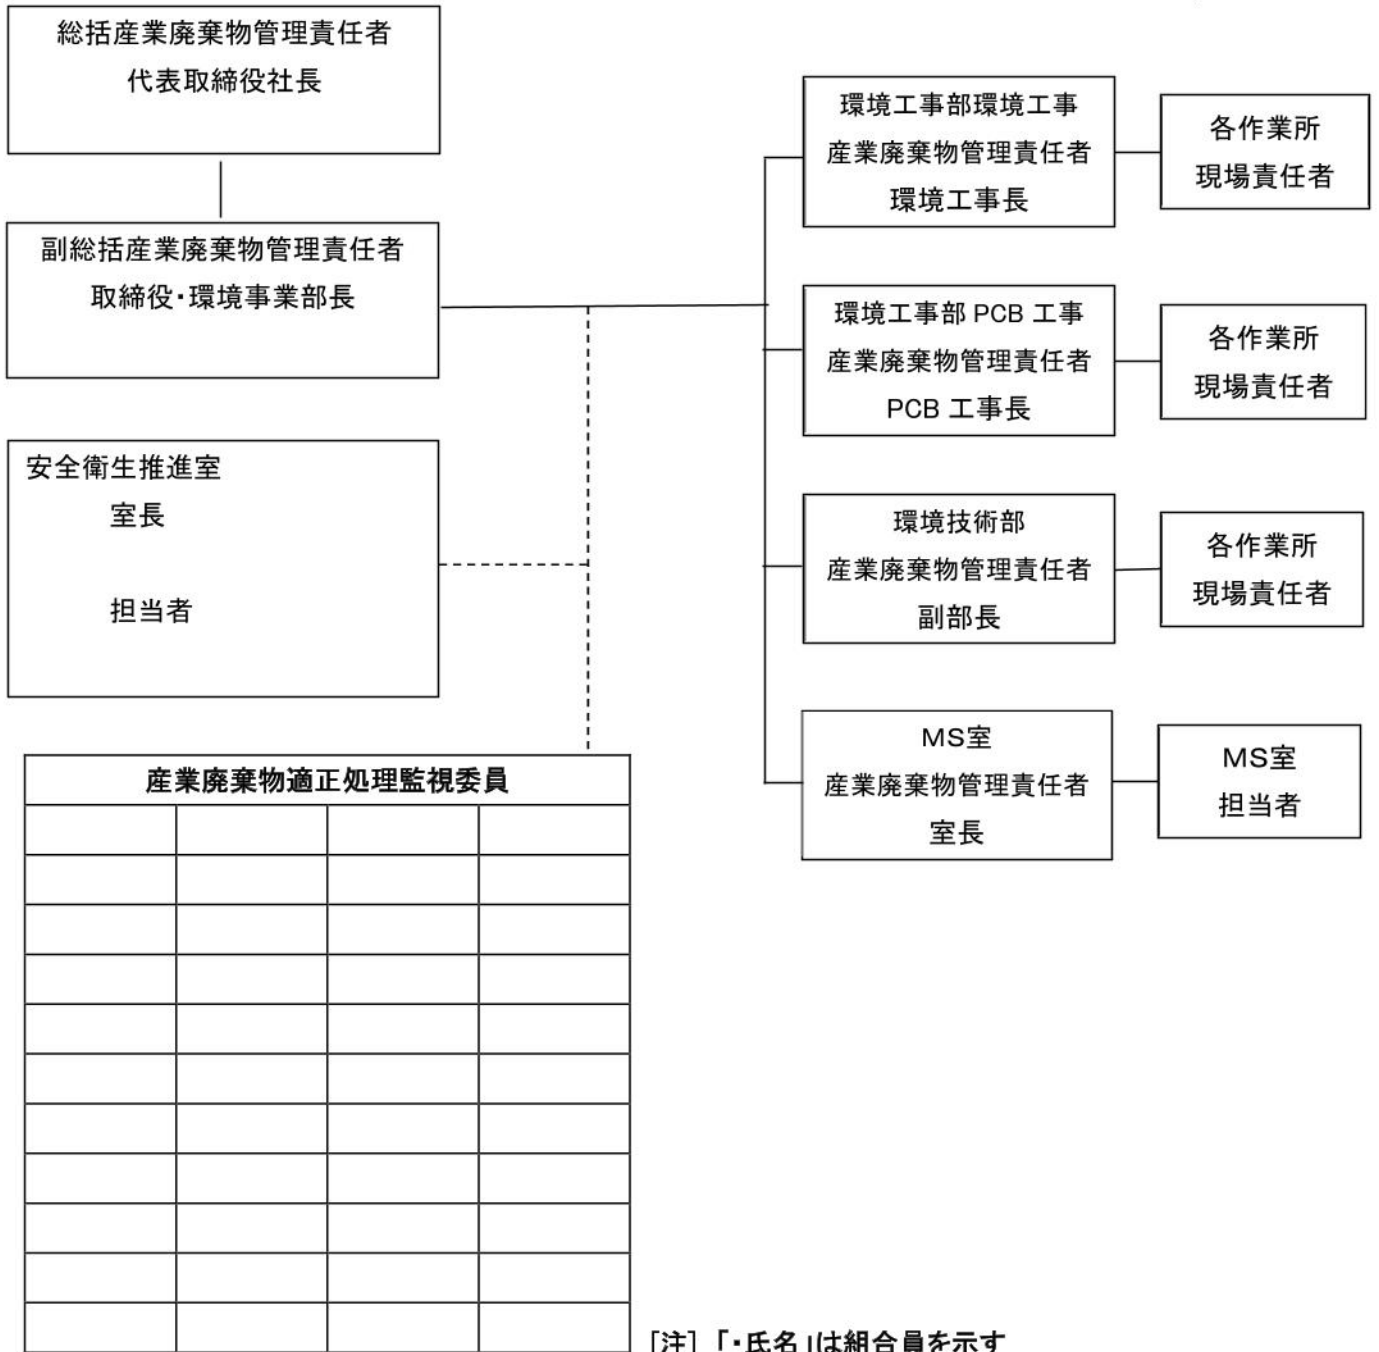 総括産業廃棄物管理責任者
代表取締役社長
副総括産業廃棄物管理責任者
取締役・環境事業部長
安全衛生推進室
室長
担当者
産業廃棄物適正処理監視委員
環境工事部環境工事
産業廃棄物管理責任者
環境工事長
各作業所
現場責任者
環境工事部 PCB 工事
産業廃棄物管理責任者
PCB 工事長
各作業所
現場責任者
環境技術部
産業廃棄物管理責任者
副部長
各作業所
現場責任者
MS室
産業廃棄物管理責任者
室長
MS室
担当者
[注]「・氏名」は組合員を示す